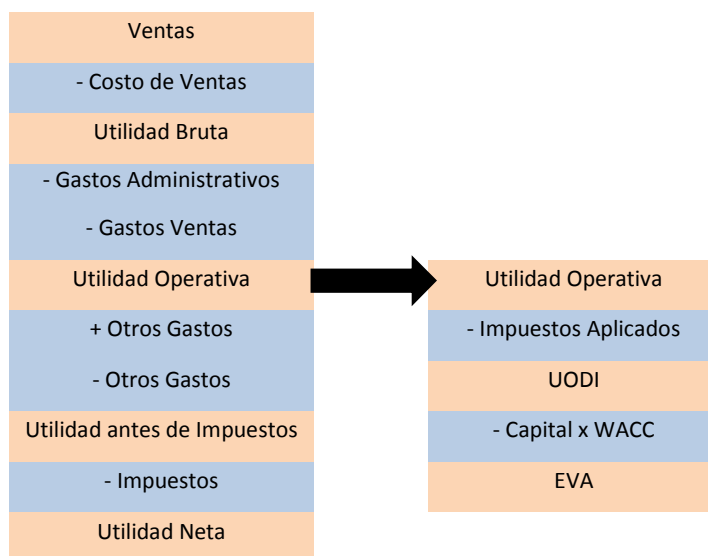 Ventas
- Costo de Ventas
Utilidad Bruta
- Gastos Administrativos
- Gastos Ventas
Utilidad Operativa
+ Otros Gastos
- Otros Gastos
Utilidad antes de Impuestos
- Impuestos
Utilidad Neta
Utilidad Operativa
- Impuestos Aplicados
UODI
- Capital x WACC
EVA